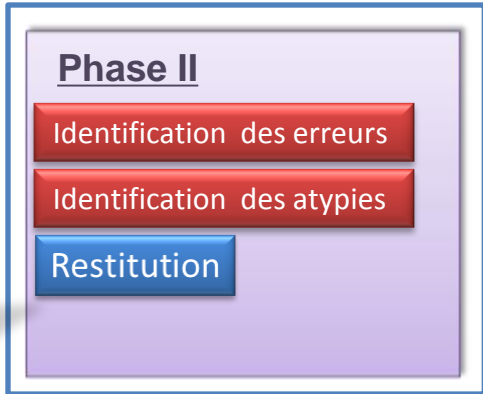 Phase II
Identification des erreurs
Identification des atypies
Restitution